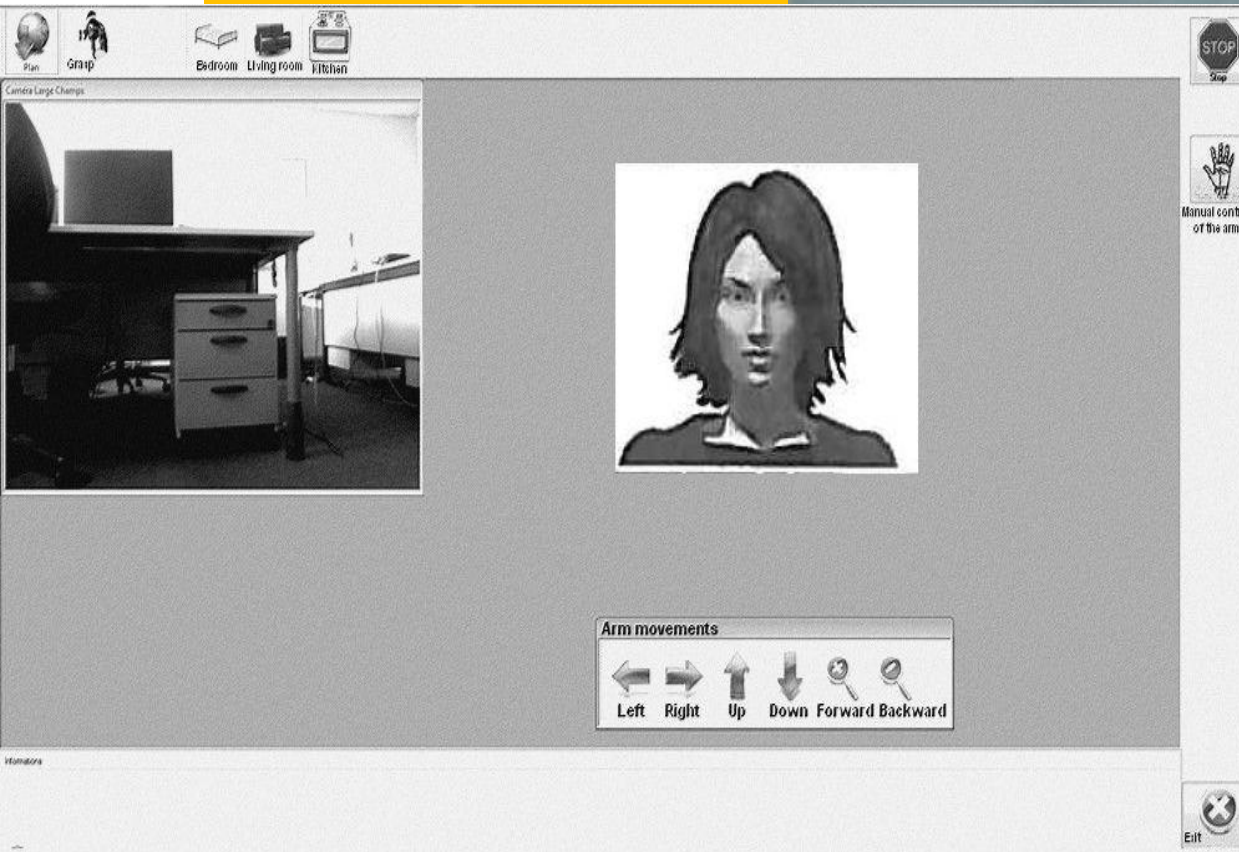 Plan
Grasp
Bedroom
Living room
Kitchen
STOP
Stop
Caméra Large Champs
Manual cont
of the arm
Arm movements
Left
Right
Up
Down
Forward
Backward
Informations
Exit